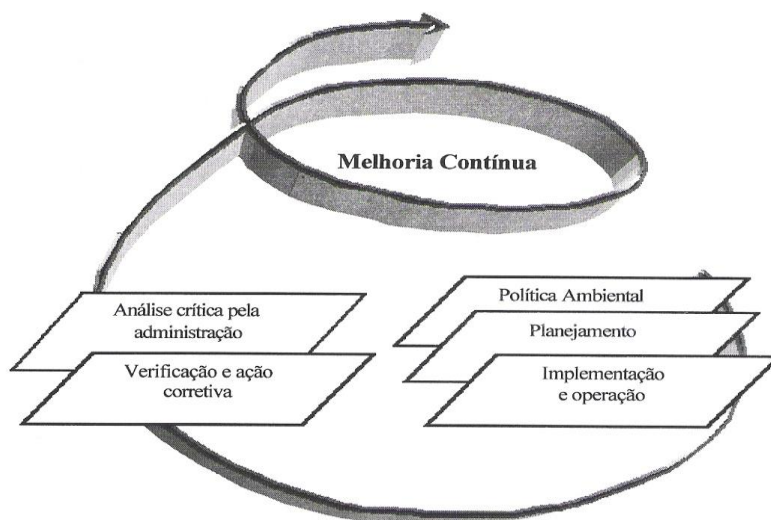 Melhoria Contínua
Política Ambiental
Planejamento
Implementação
e operação
Verificação e ação
corretiva
Análise crítica pela
administração